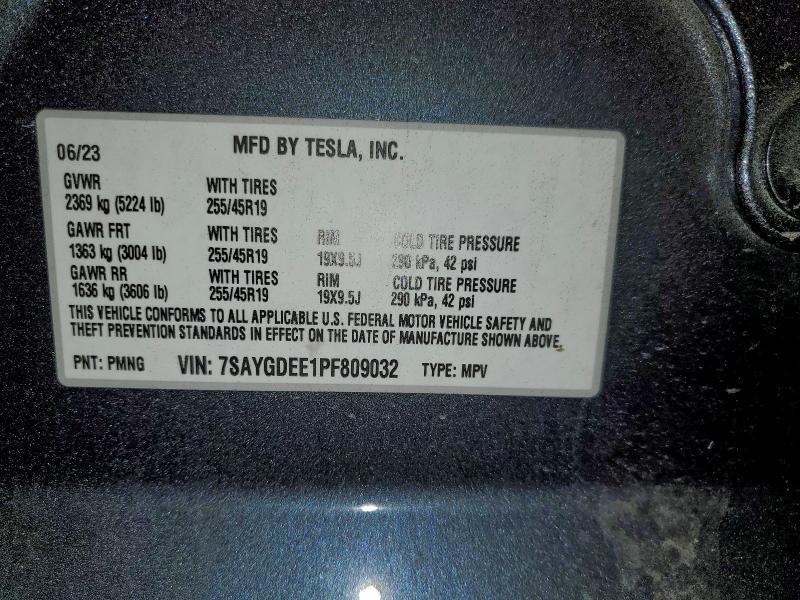 06/23 MFD BY TESLA, INC.
GVWR WITH TIRES
2369 kg (5224 lb) 255/45R19
GAWR FRT WITH TIRES RIM COLD TIRE PRESSURE
1363 kg (3004 lb) 255/45R19 19X9.5J 290 kPa, 42 psi
GAWR RR WITH TIRES RIM COLD TIRE PRESSURE
1636 kg (3606 lb) 255/45R19 19X9.5J 290 kPa, 42 psi
THIS VEHICLE CONFORMS TO ALL APPLICABLE U.S. FEDERAL MOTOR VEHICLE SAFETY AND
THEFT PREVENTION STANDARDS IN EFFECT ON THE DATE OF MANUFACTURE SHOWN ABOVE.
PNT: PMNG VIN: 7SAYGDEE1PF809032 TYPE: MPV